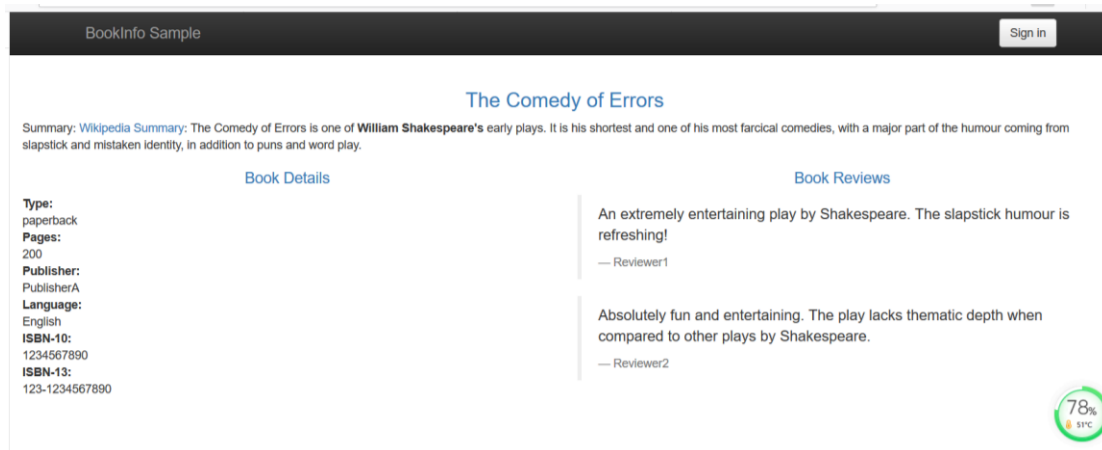 BookInfo Sample
Sign in
The Comedy of Errors
Summary: Wikipedia Summary: The Comedy of Errors is one of William Shakespeare's early plays. It is his shortest and one of his most farcical comedies, with a major part of the humour coming from
slapstick and mistaken identity, in addition to puns and word play.
Book Details
Type:
paperback
Pages:
200
Publisher:
PublisherA
Language:
English
ISBN-10:
1234567890
ISBN-13:
123-1234567890
Book Reviews
An extremely entertaining play by Shakespeare. The slapstick humour is
refreshing!
— Reviewer1
Absolutely fun and entertaining. The play lacks thematic depth when
compared to other plays by Shakespeare.
— Reviewer2
78%
51°C